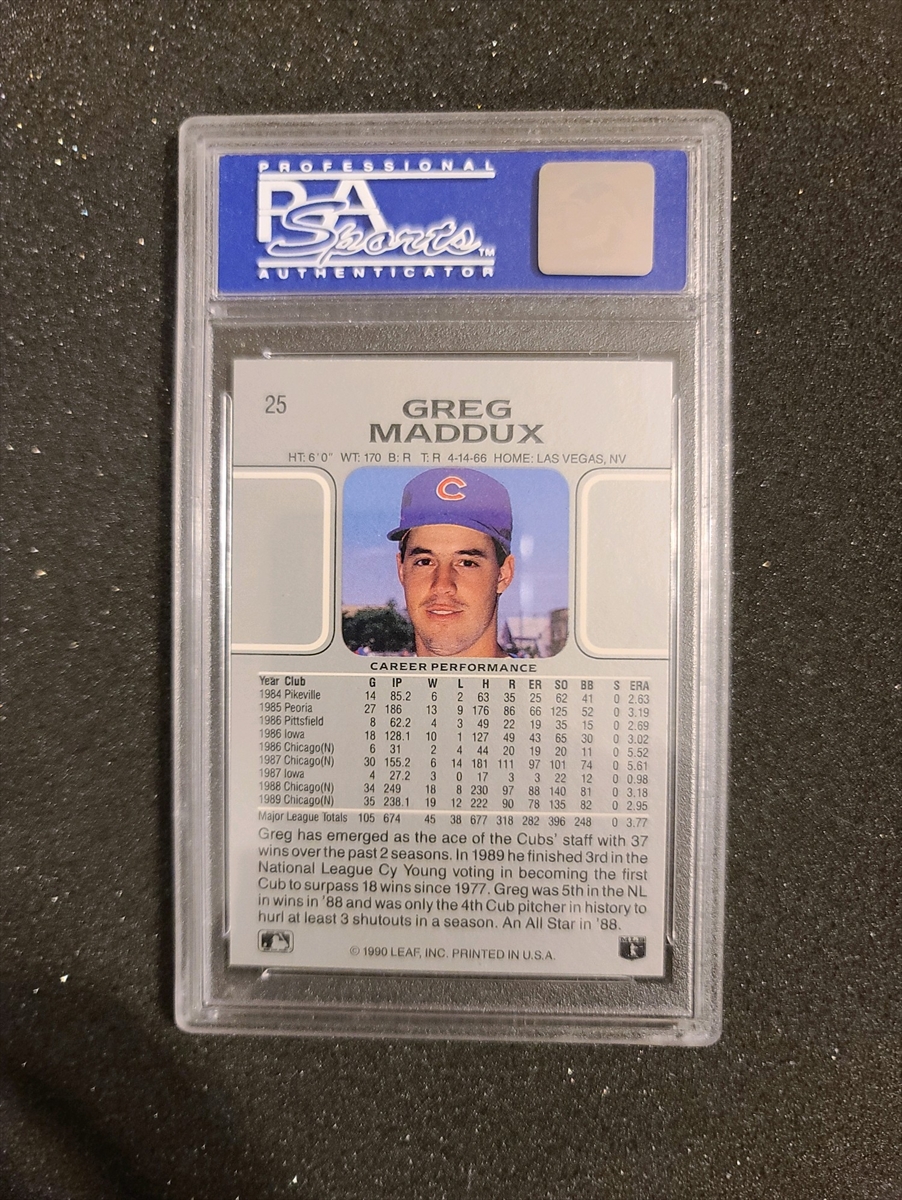 PROFESSIONAL
PSA
Sports™
AUTHENTICATOR
25
GREG
MADDUX
HT: 6'0" WT: 170 B: R T: R 4-14-66 HOME: LAS VEGAS, NV
C
CAREER PERFORMANCE
Year Club G IP W L H R ER SO BB S ERA
1984 Pikeville 14 85.2 6 2 63 35 25 62 41 0 2.63
1985 Peoria 27 186 13 9 176 86 66 125 52 0 3.19
1986 Pittsfield 8 62.2 4 3 49 22 19 35 15 0 2.69
1986 Iowa 18 128.1 10 1 127 49 43 65 30 0 3.02
1986 Chicago(N) 6 31 2 4 44 20 19 20 11 0 5.52
1987 Chicago(N) 30 155.2 6 14 181 111 97 101 74 0 5.61
1987 Iowa 4 27.2 3 0 17 3 3 22 12 0 0.98
1988 Chicago(N) 34 249 18 8 230 97 88 140 81 0 3.18
1989 Chicago(N) 35 238.1 19 12 222 90 78 135 82 0 2.95
Major League Totals 105 674 45 38 677 318 282 396 248 0 3.77
Greg has emerged as the ace of the Cubs' staff with 37
wins over the past 2 seasons. In 1989 he finished 3rd in the
National League Cy Young voting in becoming the first
Cub to surpass 18 wins since 1977. Greg was 5th in the NL
in wins in '88 and was only the 4th Cub pitcher in history to
hurl at least 3 shutouts in a season. An All Star in '88.
© 1990 LEAF, INC. PRINTED IN U.S.A.